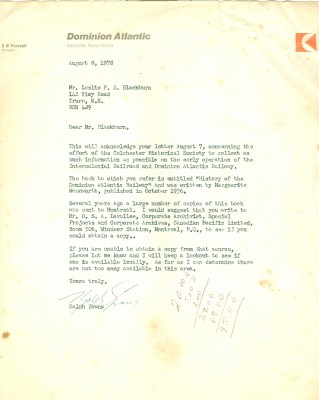 Dominion Atlantic
Kentville, Nova Scotia
August 8, 1978
Mr. Leslie F. S. Blackburn
142 Vimy Road
Truro, N.S.
Dear Mr. Blackburn,
This will acknowledge your letter August 7, concerning the
effort of the Colchester Historical Society to collect as
much information as possible on the early operation of the
Intercolonial Railroad and Dominion Atlantic Railway.
The book to which you refer is entitled "History of the
Dominion Atlantic Railway" and was written by Marguerite
Woodworth, published in October 1936.
Several years ago a large number of copies of this book
was sent to Montreal. I would suggest that you write to
Mr. O. S. A. Lavallee, Corporate Archivist, Special
Projects and Corporate Archives, Canadian Pacific Limited,
Room 306, Windsor Station, Montreal, P.Q., to see if you
could obtain a copy..
If you are unable to obtain a copy from that source,
please let me know and I will keep a lookout to see if
one is available locally. As far as I can determine there
are not too many available in this area.
Yours truly,
Ralph Evans
Ralph Evans